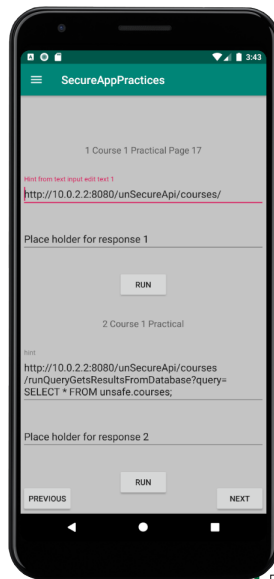 3:43
SecureAppPractices
1 Course 1 Practical Page 17
Hint from text input edit text 1
http://10.0.2.2:8080/unSecureApi/courses/
Place holder for response 1
RUN
2 Course 1 Practical
hint
http://10.0.2.2:8080/unSecureApi/courses
/runQueryGetsResultsFromDatabase?query=
SELECT * FROM unsafe.courses;
Place holder for response 2
RUN
PREVIOUS NEXT